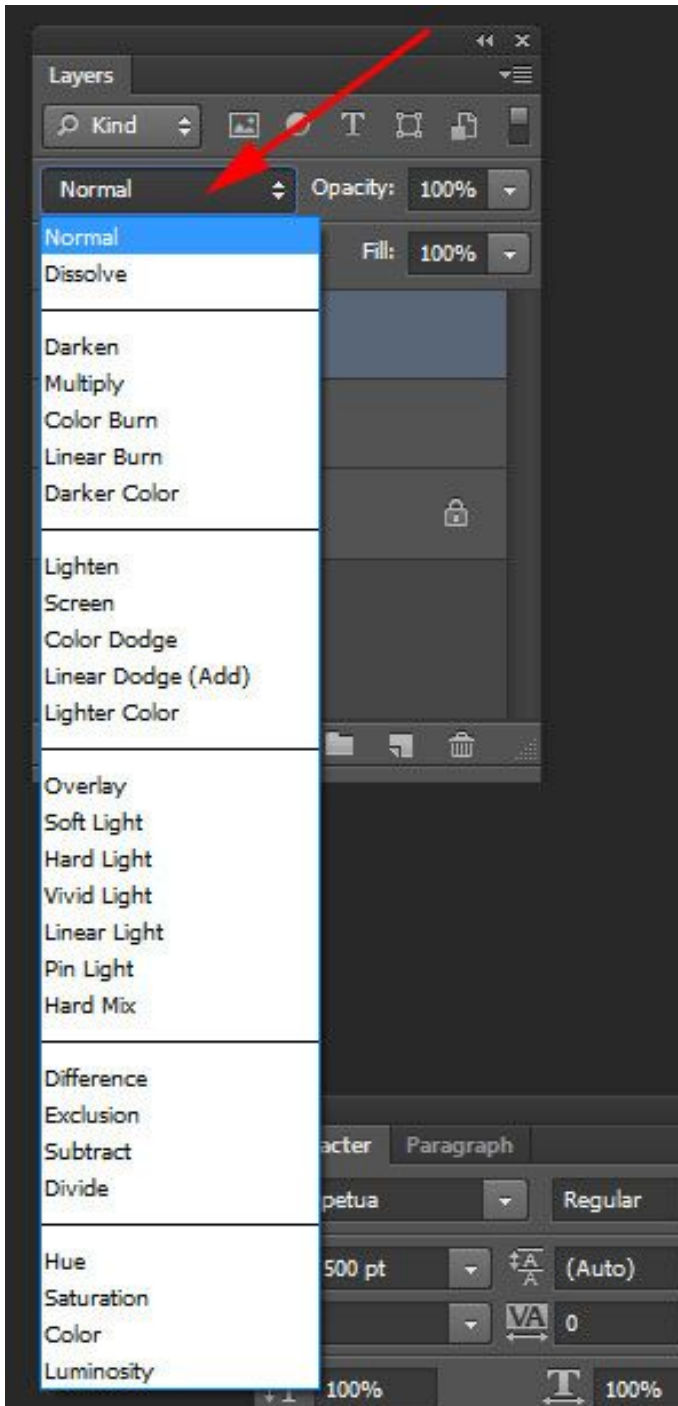 Layers
Kind
Normal Opacity: 100%
Normal
Fill: 100%
Dissolve
Darken
Multiply
Color Burn
Linear Burn
Darker Color
Lighten
Screen
Color Dodge
Linear Dodge (Add)
Lighter Color
Overlay
Soft Light
Hard Light
Vivid Light
Linear Light
Pin Light
Hard Mix
Difference
Exclusion
Subtract
Divide
Hue
Saturation
Color
Luminosity
acter Paragraph
petua Regular
500 pt (Auto)
VA 0
100% 100%